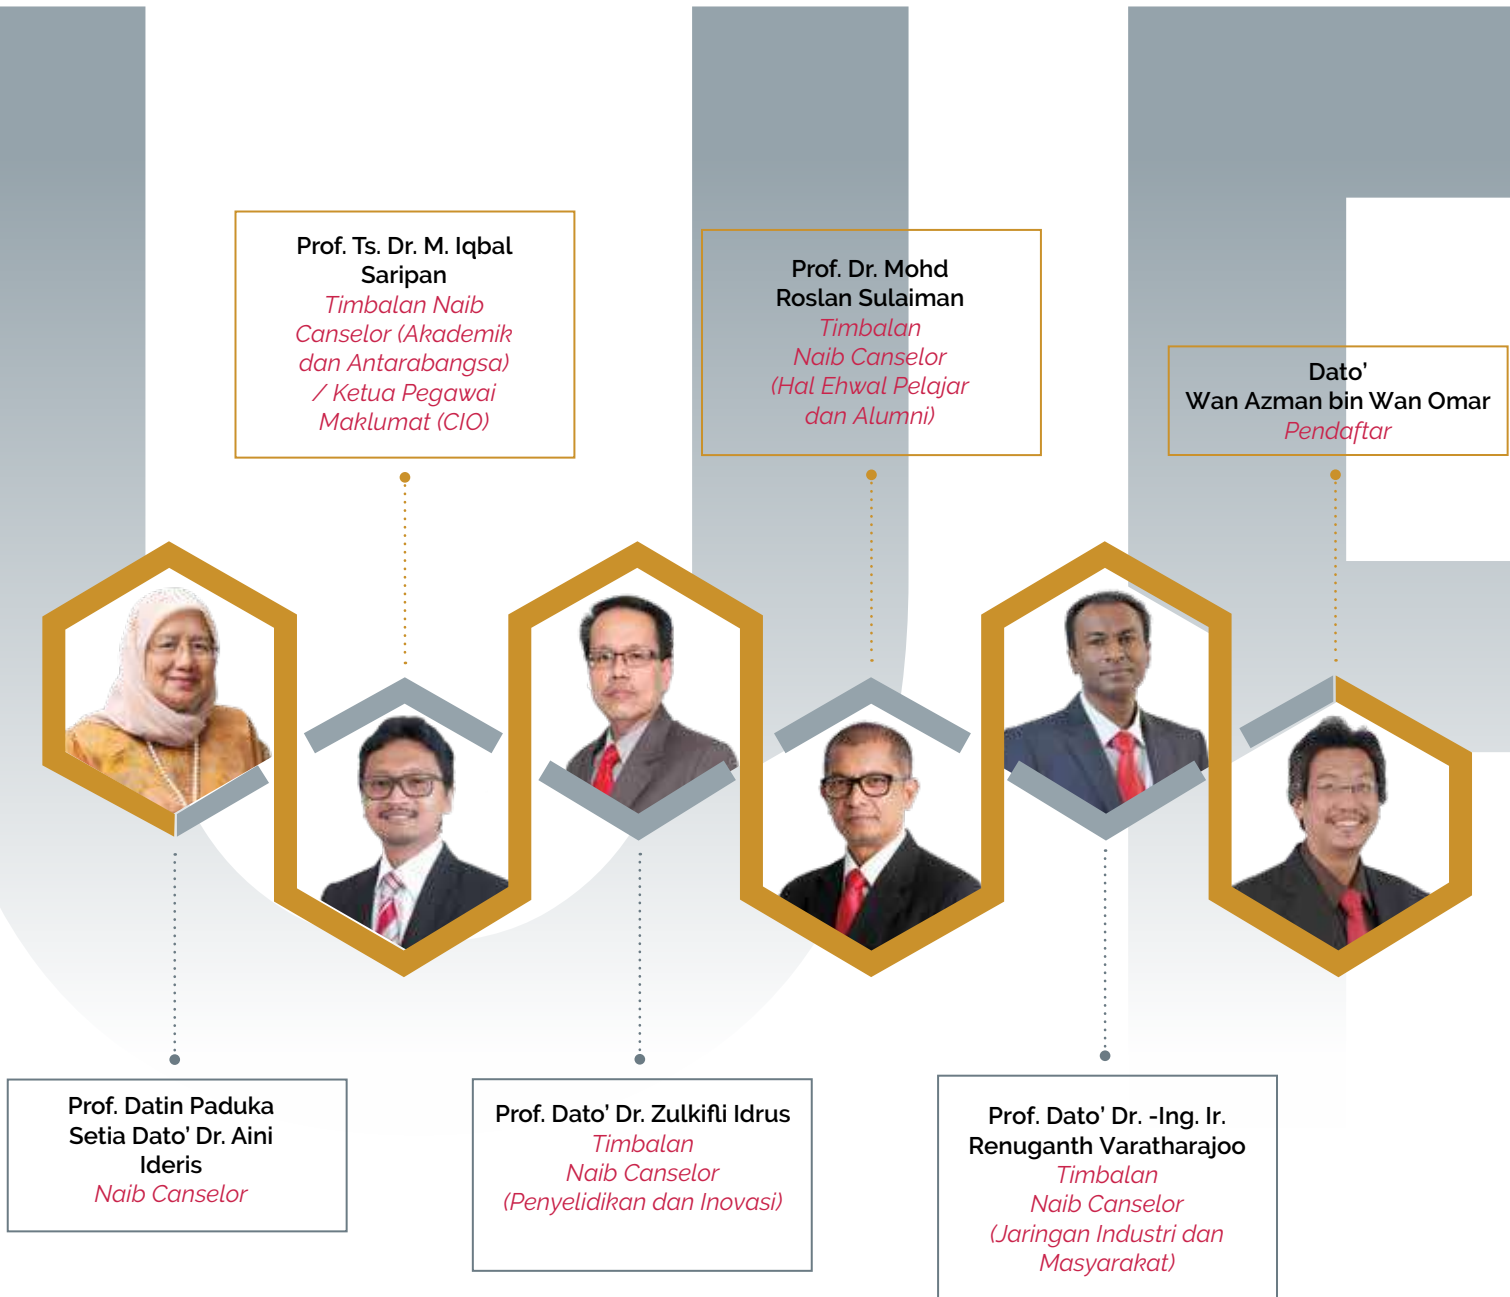 Prof. Ts. Dr. M. Iqbal
Saripan
Timbalan Naib
Canselor (Akademik
dan Antarabangsa)
/ Ketua Pegawai
Maklumat (CIO)
Prof. Dr. Mohd
Roslan Sulaiman
Timbalan
Naib Canselor
(Hal Ehwal Pelajar
dan Alumni)
Dato’
Wan Azman bin Wan Omar
Pendaftar
Prof. Datin Paduka
Setia Dato’ Dr. Aini
Ideris
Naib Canselor
Prof. Dato’ Dr. Zulkifli Idrus
Timbalan
Naib Canselor
(Penyelidikan dan Inovasi)
Prof. Dato’ Dr. -Ing. Ir.
Renuganth Varatharajoo
Timbalan
Naib Canselor
(Jaringan Industri dan
Masyarakat)